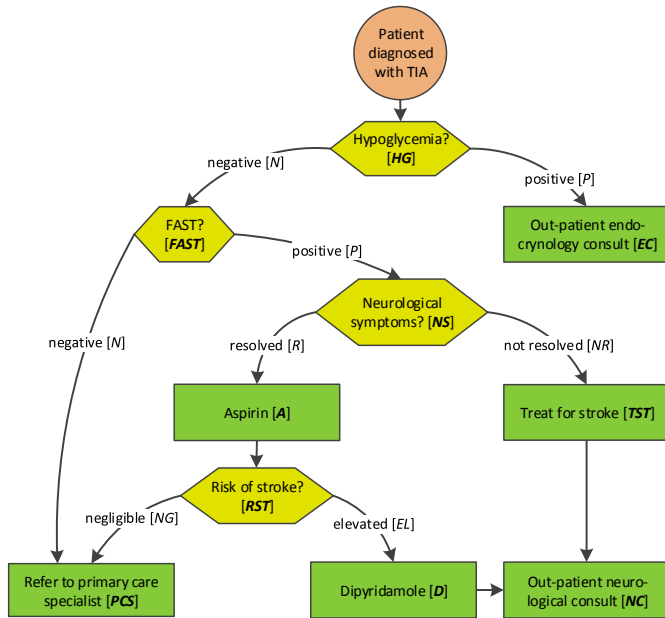 Patient
diagnosed
with TIA
Hypoglycemia?
[HG]
negative [N]
positive [P]
FAST?
[FAST]
Out-patient endo-
crynology consult [EC]
positive [P]
Neurological
symptoms? [NS]
negative [N]
resolved [R]
not resolved [NR]
Aspirin [A]
Treat for stroke [TST]
Risk of stroke?
[RST]
negligible [NG]
elevated [EL]
Refer to primary care
specialist [PCS]
Dipyridamole [D]
Out-patient neuro-
logical consult [NC]